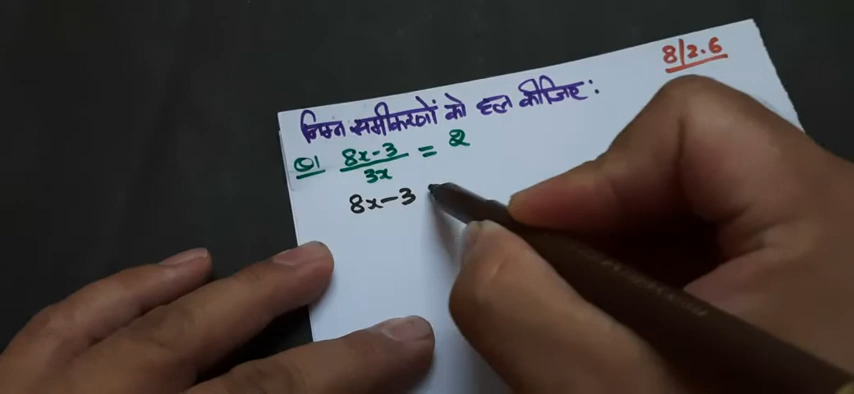 8/2.6
निम्न समीकरणों को हल कीजिए:
Q1 8x-3/3x = 2
8x-3